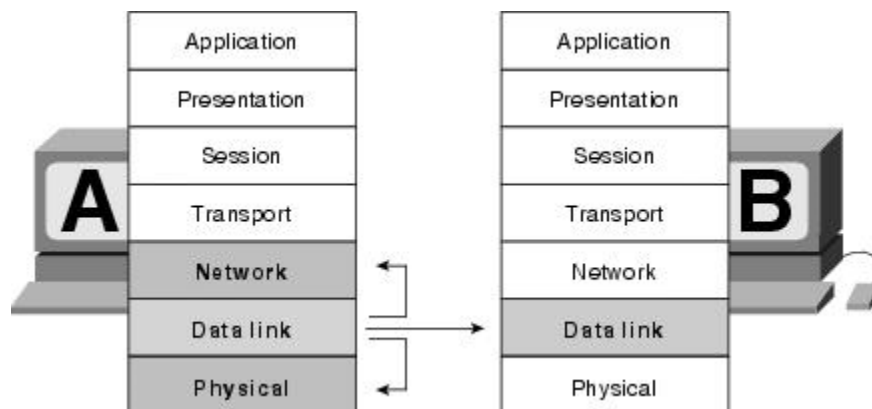 Application
Presentation
Session
Transport
Network
Data link
Physical
A
Application
Presentation
Session
Transport
Network
Data link
Physical
B